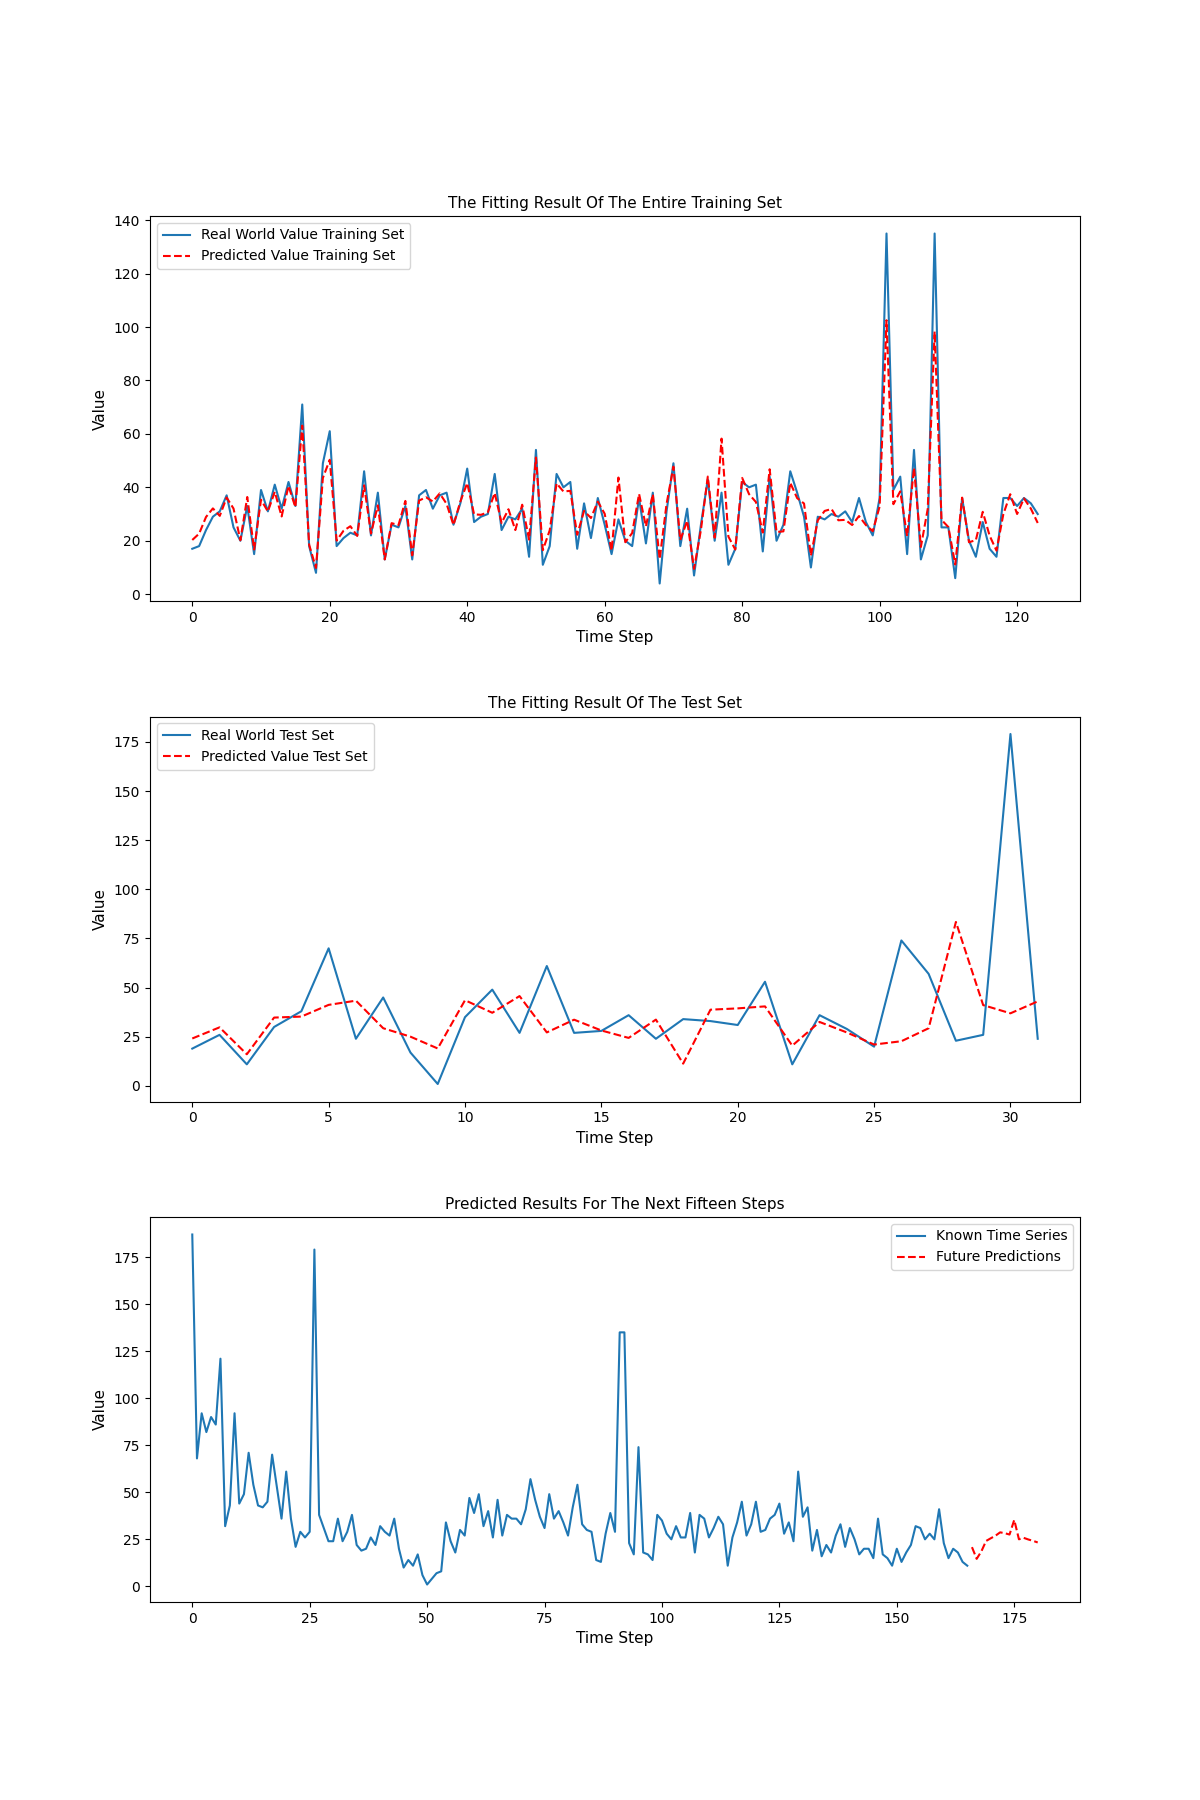 The Fitting Result Of The Entire Training Set
Real World Value Training Set
Predicted Value Training Set
Value
140
120
100
80
60
40
20
0
0 20 40 60 80 100 120
Time Step
The Fitting Result Of The Test Set
Real World Test Set
Predicted Value Test Set
Value
175
150
125
100
75
50
25
0
0 5 10 15 20 25 30
Time Step
Predicted Results For The Next Fifteen Steps
Known Time Series
Future Predictions
Value
175
150
125
100
75
50
25
0
0 25 50 75 100 125 150 175
Time Step